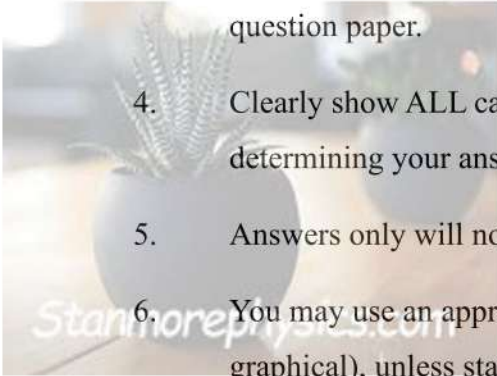 question paper.
4. Clearly show ALL ca
determining your ans
5. Answers only will no
6. You may use an appr
Stanmorephysics.com
graphical), unless sta